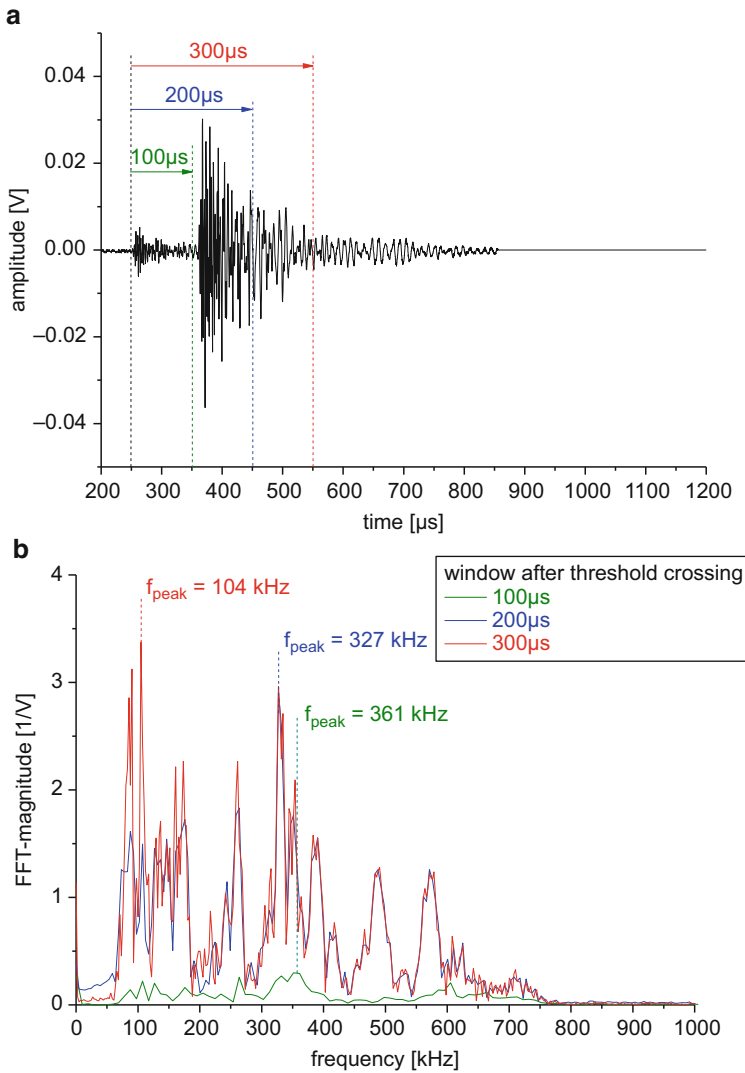 a
300µs
200µs
100µs
0.04
0.02
0.00
−0.02
−0.04
amplitude [V]
200 300 400 500 600 700 800 900 1000 1100 1200
time [µs]
b
window after threshold crossing
100µs
200µs
300µs
f_peak = 104 kHz
f_peak = 327 kHz
f_peak = 361 kHz
4
3
2
1
0
FFT-magnitude [1/V]
0 100 200 300 400 500 600 700 800 900 1000
frequency [kHz]